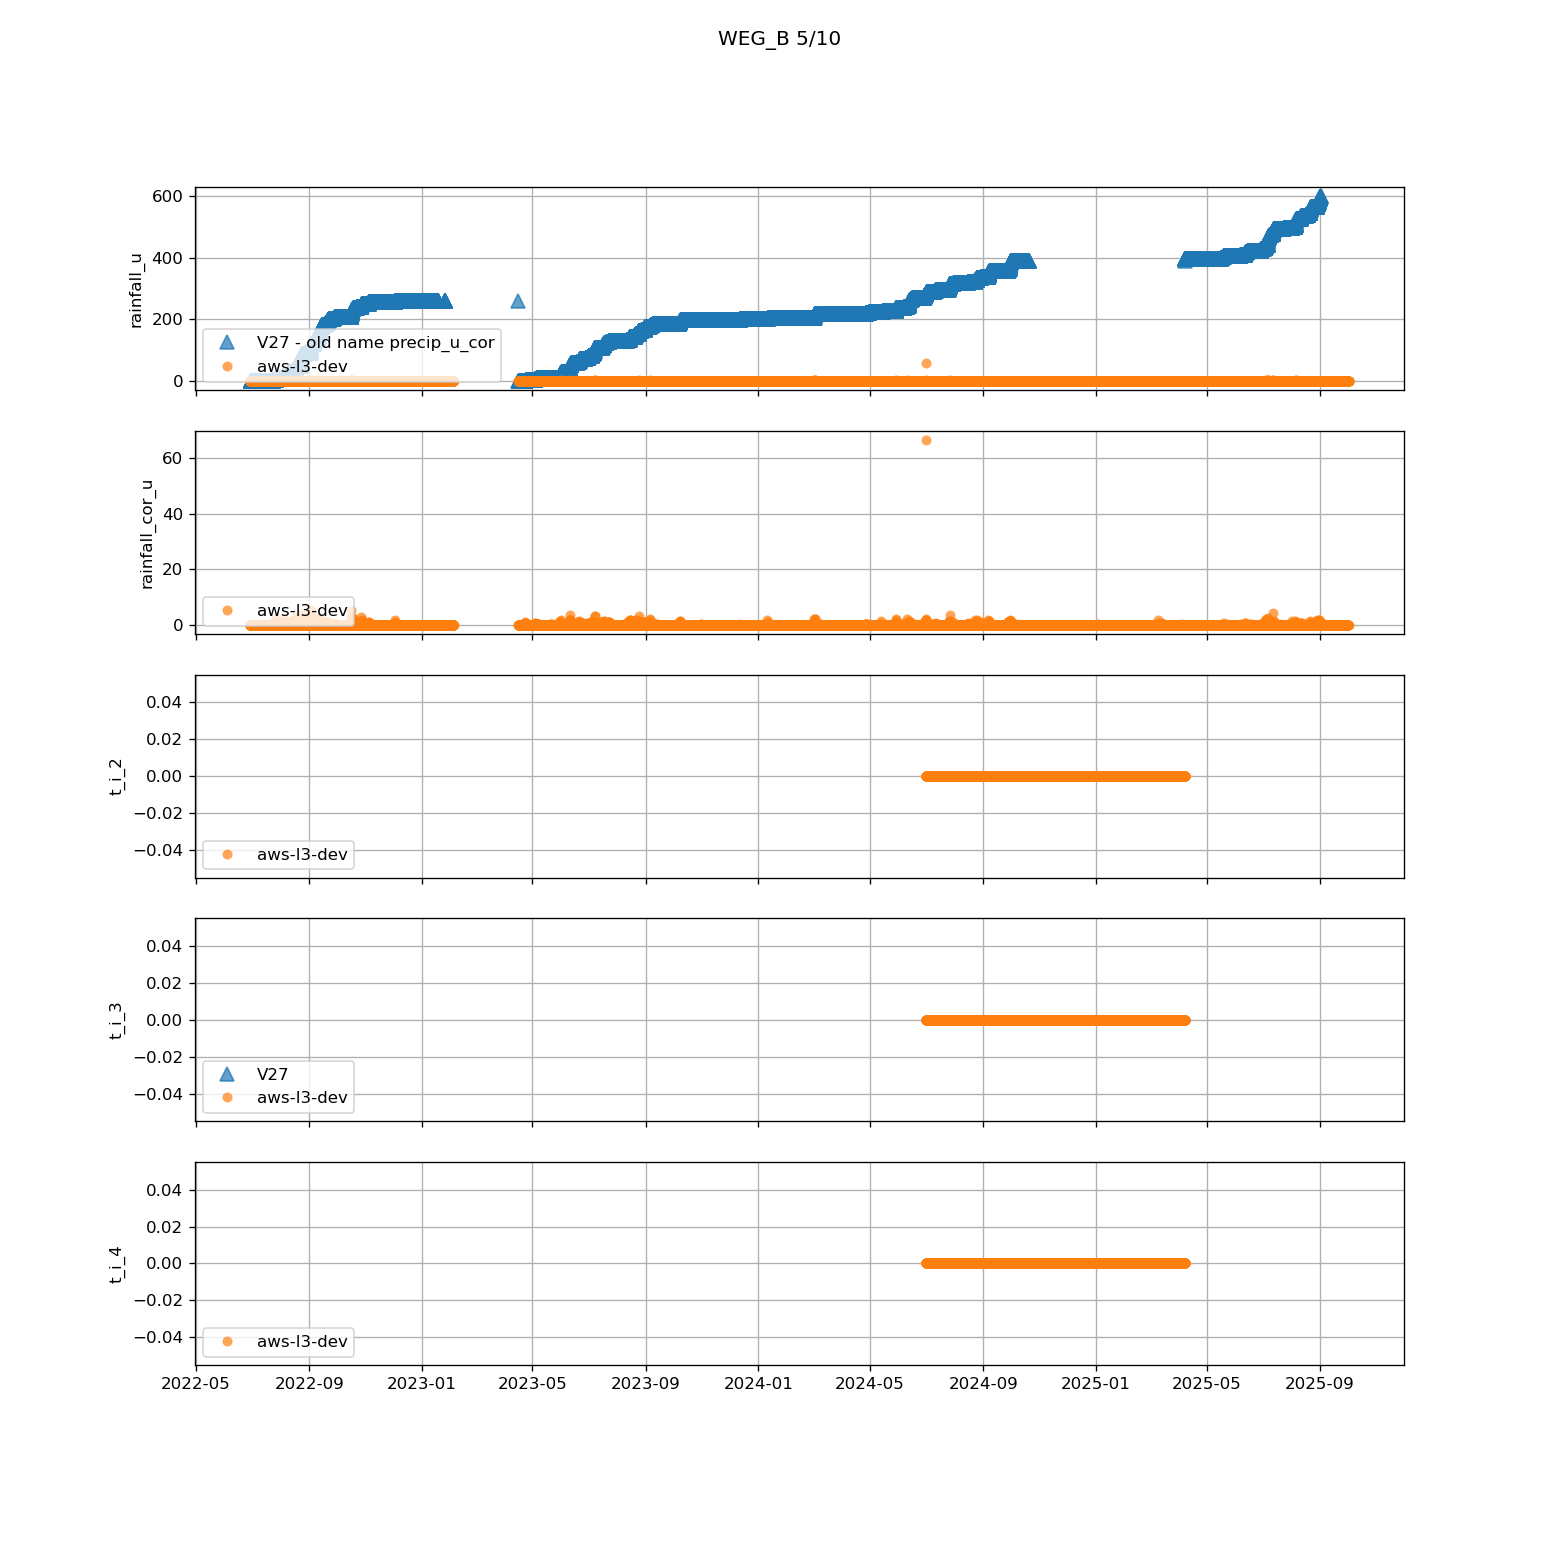 WEG_B 5/10
600
400
200
0
rainfall_u
V27 - old name precip_u_cor
aws-l3-dev
60
40
20
0
rainfall_cor_u
aws-l3-dev
0.04
0.02
0.00
−0.02
−0.04
t_i_2
aws-l3-dev
0.04
0.02
0.00
−0.02
−0.04
t_i_3
V27
aws-l3-dev
0.04
0.02
0.00
−0.02
−0.04
t_i_4
aws-l3-dev
2022-05 2022-09 2023-01 2023-05 2023-09 2024-01 2024-05 2024-09 2025-01 2025-05 2025-09